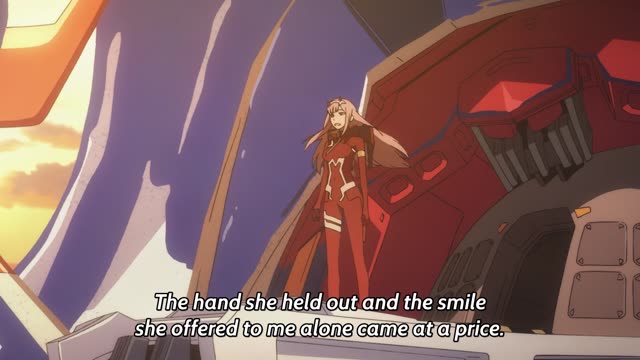 The hand she held out and the smile
she offered to me alone came at a price.